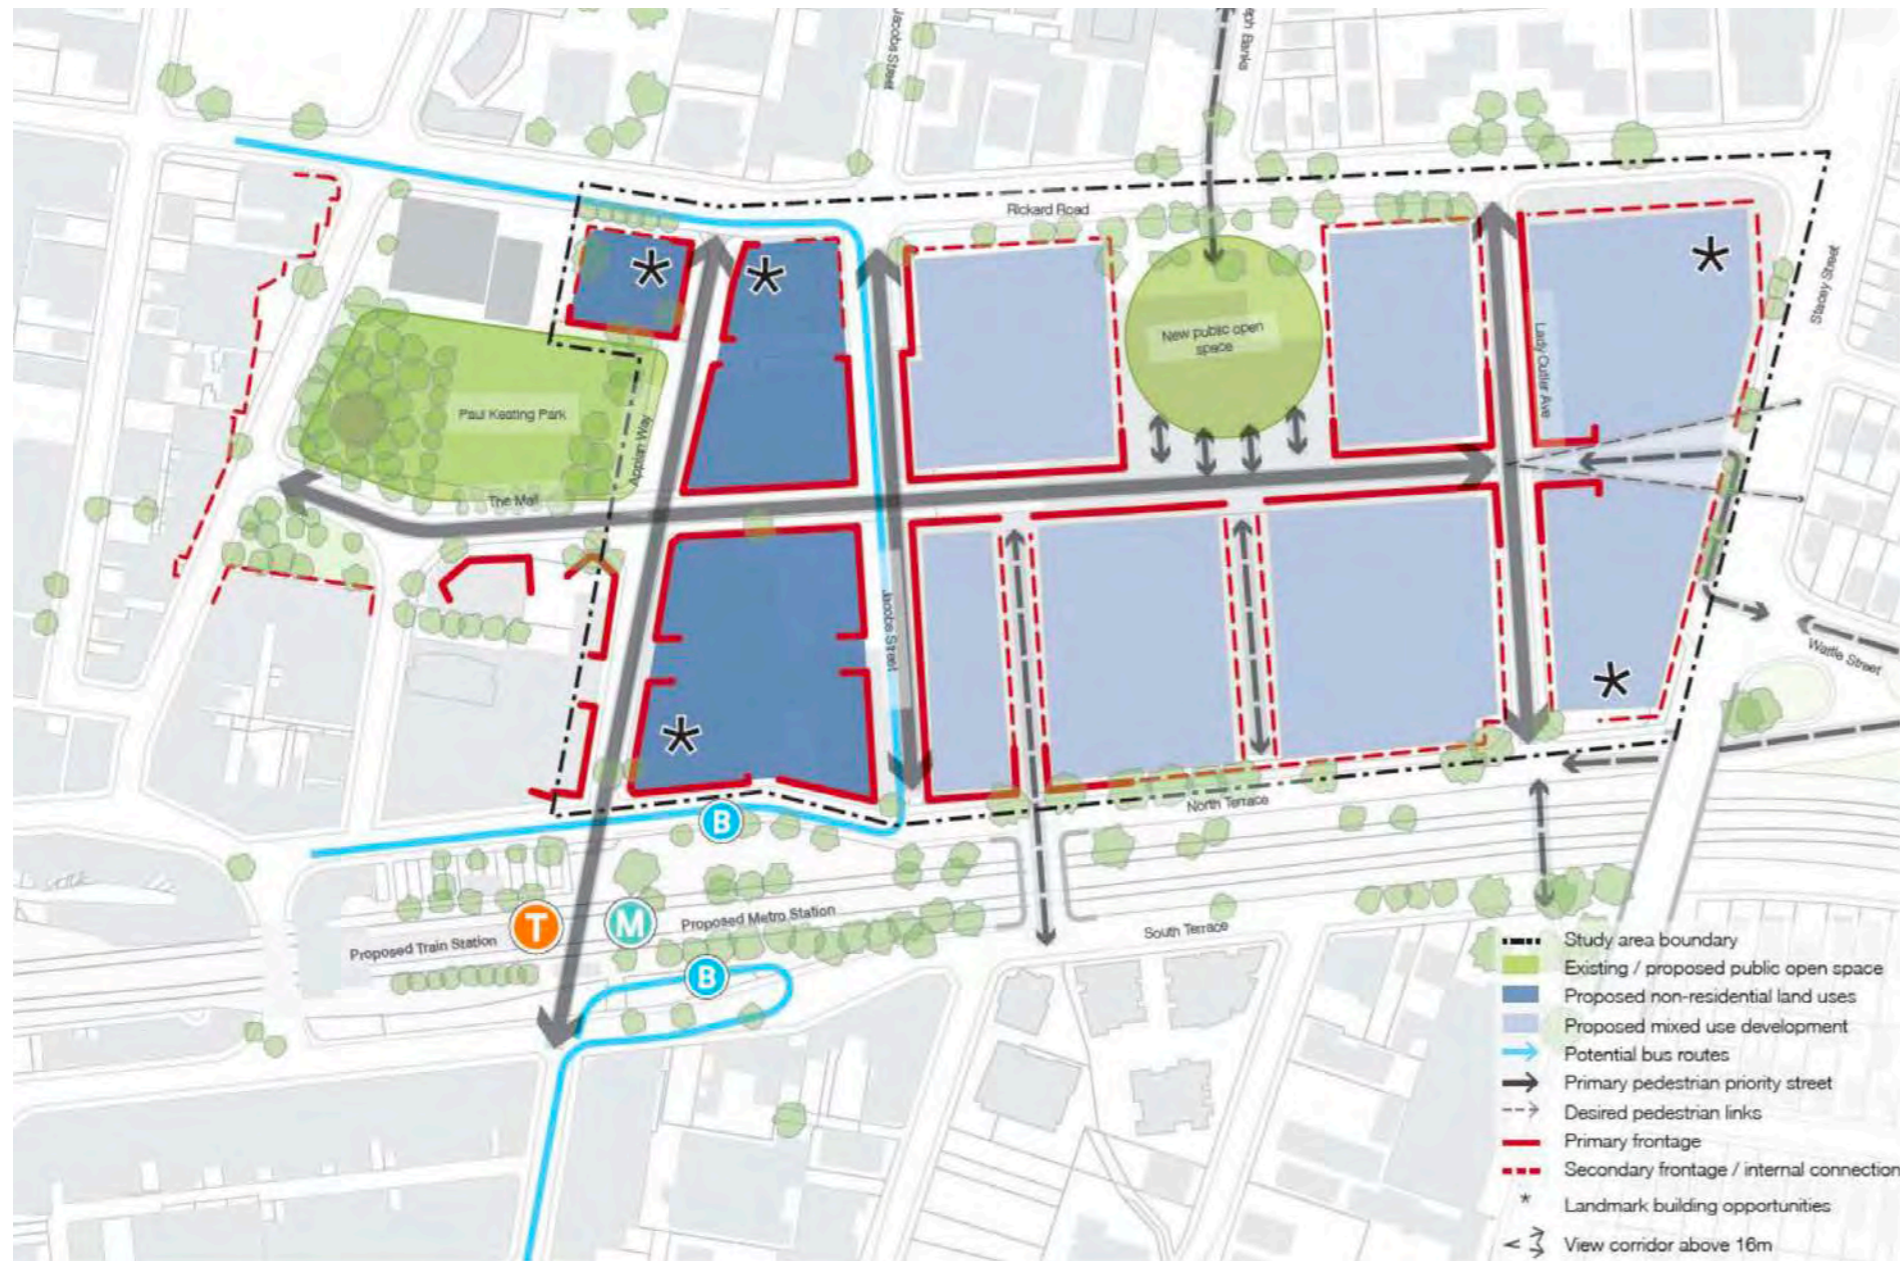 Jacobs Street
eph Banks
Rickard Road
Stacey Street
New public open
space
Lady Cutler Ave
Paul Keating Park
Appian Way
The Mall
Jacobs Street
Wattle Street
North Terrace
B
T
M
Proposed Metro Station
Proposed Train Station
South Terrace
B
Study area boundary
Existing / proposed public open space
Proposed non-residential land uses
Proposed mixed use development
Potential bus routes
Primary pedestrian priority street
Desired pedestrian links
Primary frontage
Secondary frontage / internal connection
* Landmark building opportunities
View corridor above 16m